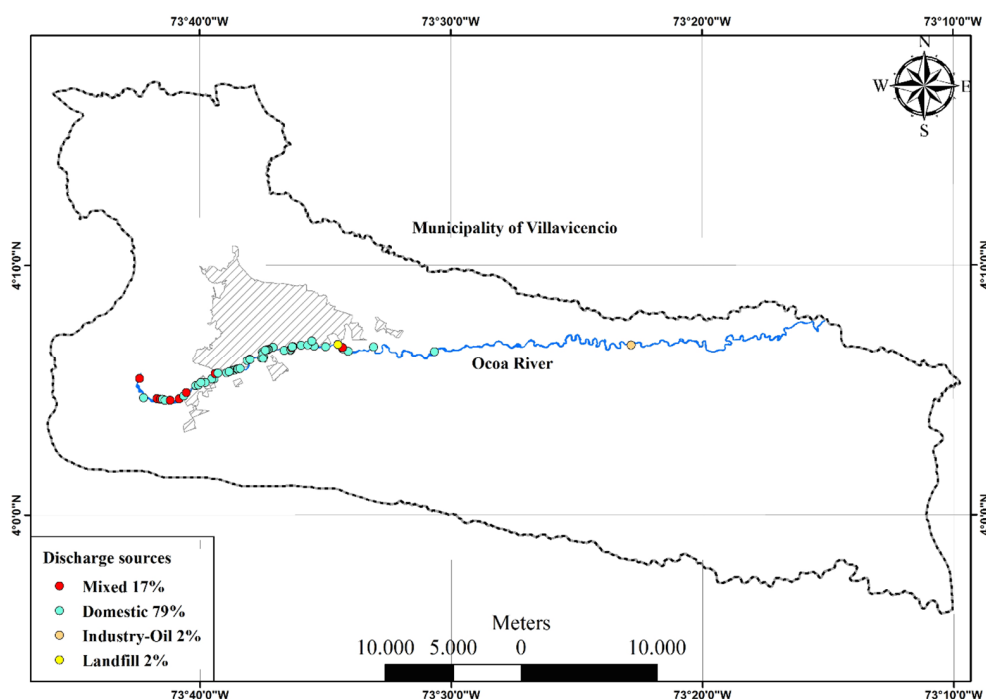 73°40'0"W 73°30'0"W 73°20'0"W 73°10'0"W
N
W E
S
Municipality of Villavicencio
4°10'0"N 4°10'0"N
Ocoa River
4°0'0"N 4°0'0"N
Discharge sources
Mixed 17%
Domestic 79%
Industry-Oil 2%
Landfill 2%
Meters
10.000 5.000 0 10.000
73°40'0"W 73°30'0"W 73°20'0"W 73°10'0"W